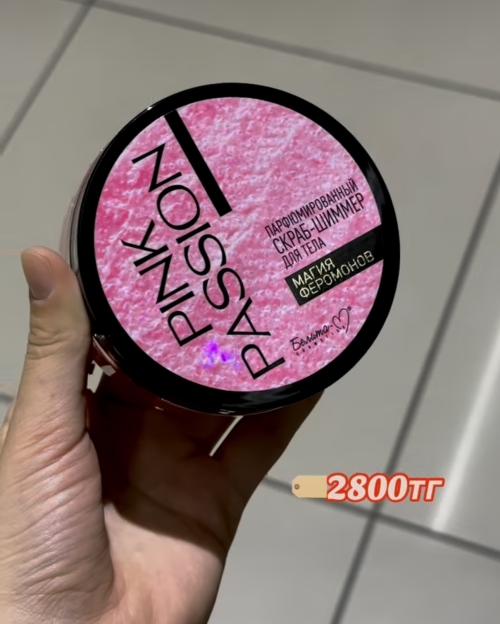 PINK
PASSION
ПАРФЮМИРОВАННЫЙ
СКРАБ-ШИММЕР
ДЛЯ ТЕЛА
МАГИЯ
ФЕРОМОНОВ
Белита-М
2800тг